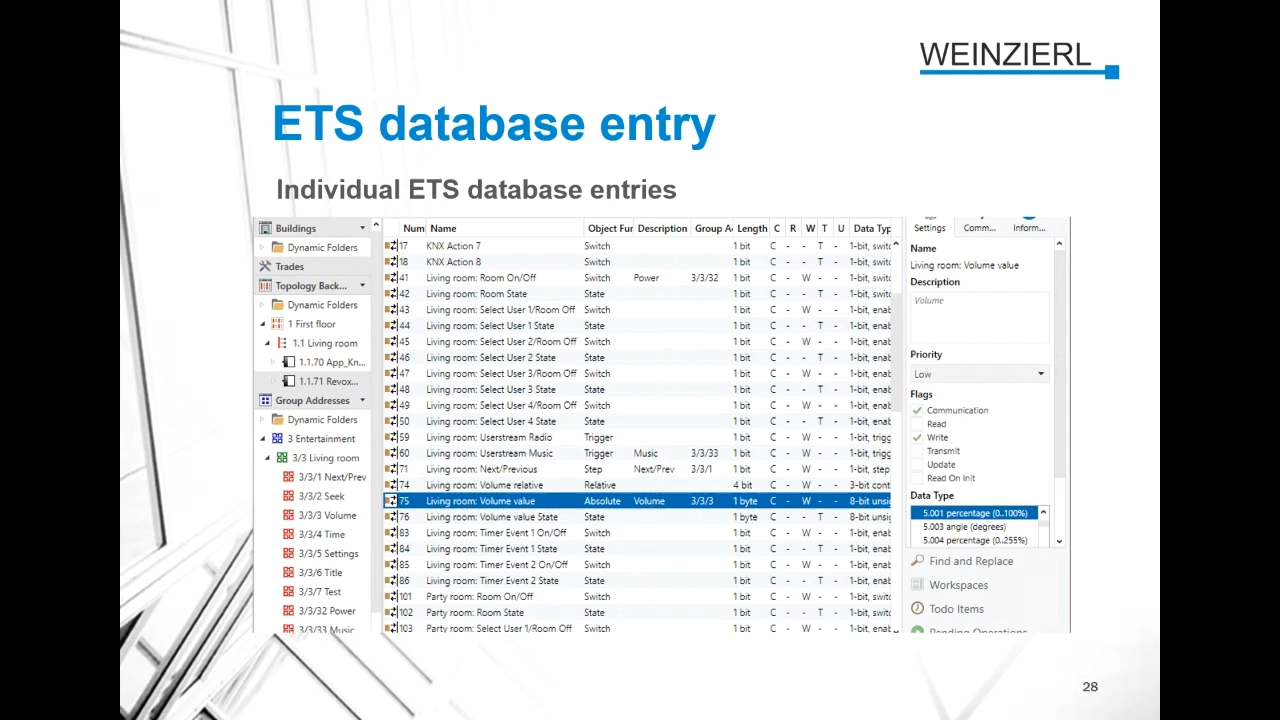 WEINZIERL
ETS database entry
Individual ETS database entries
Buildings
Dynamic Folders
Trades
Topology Back...
Dynamic Folders
1 First floor
1.1 Living room
1.1.70 App_Kn...
1.1.71 Revox...
Group Addresses
Dynamic Folders
3 Entertainment
3/3 Living room
3/3/1 Next/Prev
3/3/2 Seek
3/3/3 Volume
3/3/4 Time
3/3/5 Settings
3/3/6 Title
3/3/7 Test
3/3/32 Power
3/3/33 Music
Num Name Object Fur Description Group Ad Length C R W T U Data Typ
17 KNX Action 7 Switch 1 bit C - - T - 1-bit, switc
18 KNX Action 8 Switch 1 bit C - - T - 1-bit, switc
41 Living room: Room On/Off Switch Power 3/3/32 1 bit C - W - - 1-bit, switc
42 Living room: Room State State 1 bit C - - T - 1-bit, switc
43 Living room: Select User 1/Room Off Switch 1 bit C - W - - 1-bit, enab
44 Living room: Select User 1 State State 1 bit C - - T - 1-bit, enab
45 Living room: Select User 2/Room Off Switch 1 bit C - W - - 1-bit, enab
46 Living room: Select User 2 State State 1 bit C - - T - 1-bit, enab
47 Living room: Select User 3/Room Off Switch 1 bit C - W - - 1-bit, enab
48 Living room: Select User 3 State State 1 bit C - - T - 1-bit, enab
49 Living room: Select User 4/Room Off Switch 1 bit C - W - - 1-bit, enab
50 Living room: Select User 4 State State 1 bit C - - T - 1-bit, enab
59 Living room: Userstream Radio Trigger 1 bit C - W - - 1-bit, trigg
60 Living room: Userstream Music Trigger Music 3/3/33 1 bit C - W - - 1-bit, trigg
71 Living room: Next/Previous Step Next/Prev 3/3/1 1 bit C - W - - 1-bit, step
74 Living room: Volume relative Relative 4 bit C - W - - 3-bit cont
75 Living room: Volume value Absolute Volume 3/3/3 1 byte C - W - - 8-bit unsig
76 Living room: Volume value State State 1 byte C - - T - 8-bit unsig
83 Living room: Timer Event 1 On/Off Switch 1 bit C - W - - 1-bit, enab
84 Living room: Timer Event 1 State State 1 bit C - - T - 1-bit, enab
85 Living room: Timer Event 2 On/Off Switch 1 bit C - W - - 1-bit, enab
86 Living room: Timer Event 2 State State 1 bit C - - T - 1-bit, enab
101 Party room: Room On/Off Switch 1 bit C - W - - 1-bit, switc
102 Party room: Room State State 1 bit C - - T - 1-bit, switc
103 Party room: Select User 1/Room Off Switch 1 bit C - W - - 1-bit, enab
Settings Comm... Inform...
Name
Living room: Volume value
Description
Volume
Priority
Low
Flags
Communication
Read
Write
Transmit
Update
Read On Init
Data Type
5.001 percentage (0..100%)
5.003 angle (degrees)
5.004 percentage (0..255%)
Find and Replace
Workspaces
Todo Items
Pending Operations
28